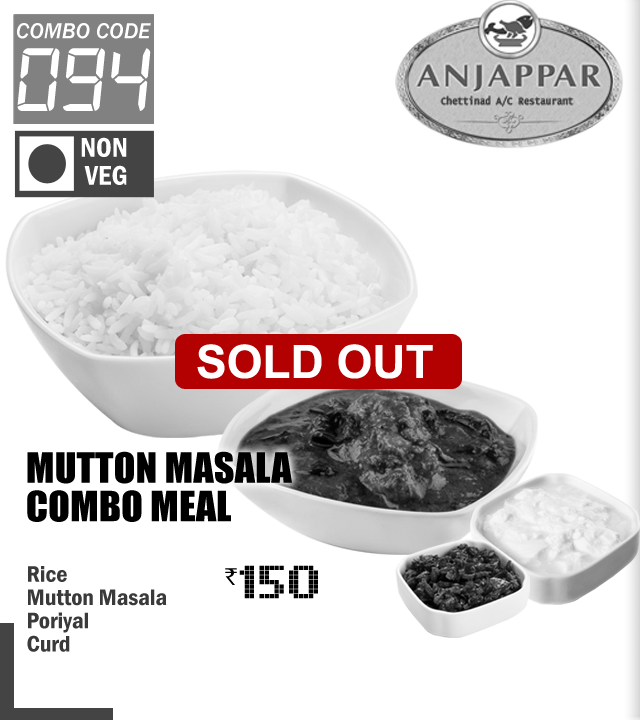 COMBO CODE
094
NON
VEG
ANJAPPAR
Chettinad A/C Restaurant
SOLD OUT
MUTTON MASALA
COMBO MEAL
Rice
Mutton Masala
Poriyal
Curd
₹150